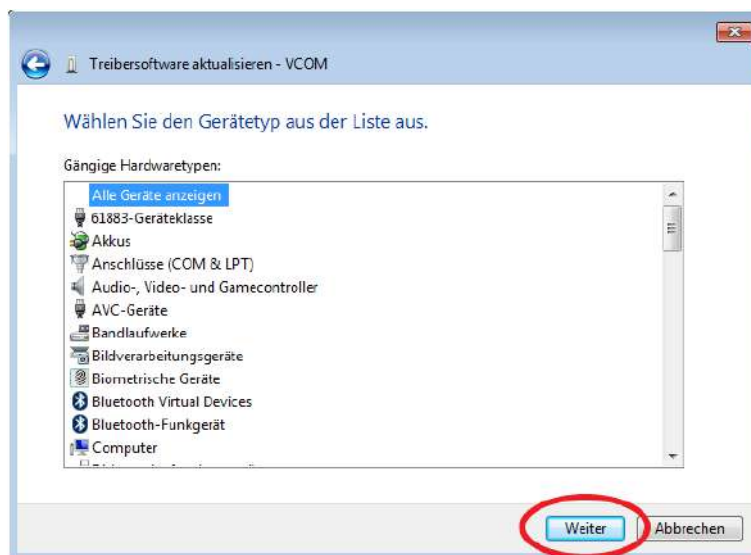 Treibersoftware aktualisieren - VCOM
Wählen Sie den Gerätetyp aus der Liste aus.
Gängige Hardwaretypen:
Alle Geräte anzeigen
61883-Geräteklasse
Akkus
Anschlüsse (COM & LPT)
Audio-, Video- und Gamecontroller
AVC-Geräte
Bandlaufwerke
Bildverarbeitungsgeräte
Biometrische Geräte
Bluetooth Virtual Devices
Bluetooth-Funkgerät
Computer
Weiter
Abbrechen